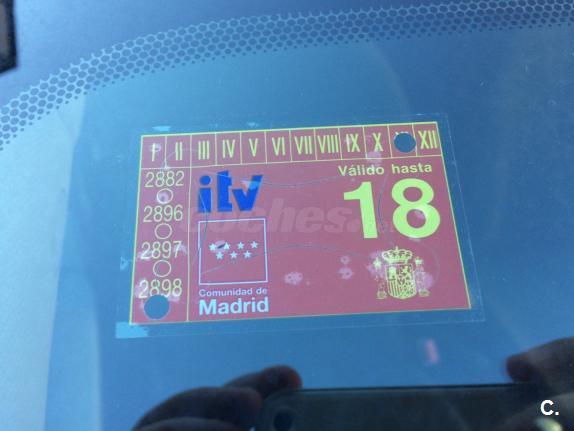 I II III IV V VI VII VIII IX X XI XII
Válido hasta
2882
itv
18
2896
2897
2898
Comunidad de
Madrid
coches.
C.